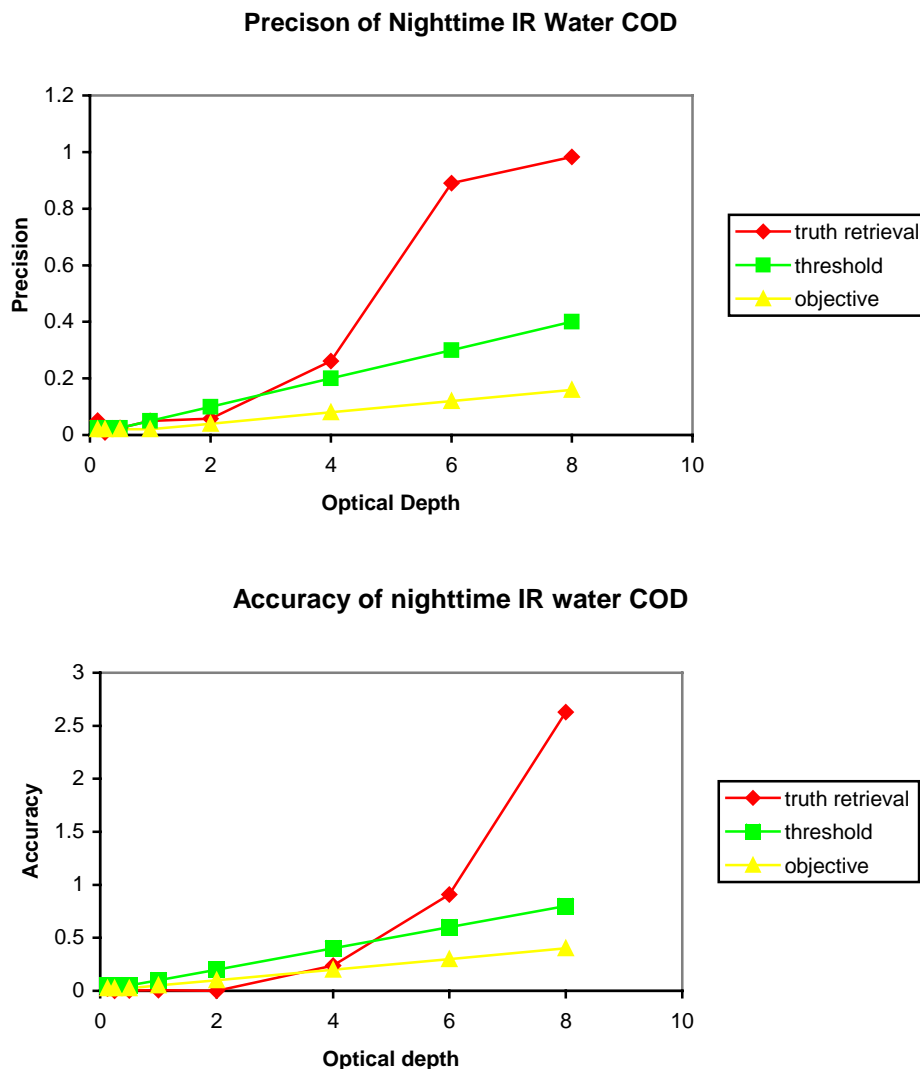 Precison of Nighttime IR Water COD
1.2
1
0.8
0.6
0.4
0.2
0
Precision
0 2 4 6 8 10
Optical Depth
truth retrieval
threshold
objective
Accuracy of nighttime IR water COD
3
2.5
2
1.5
1
0.5
0
Accuracy
0 2 4 6 8 10
Optical depth
truth retrieval
threshold
objective